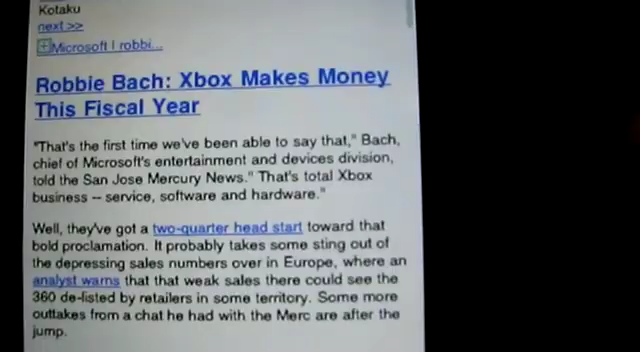 Kotaku
next >>
Microsoft | robbi...
Robbie Bach: Xbox Makes Money
This Fiscal Year
"That's the first time we've been able to say that," Bach,
chief of Microsoft's entertainment and devices division,
told the San Jose Mercury News." That's total Xbox
business -- service, software and hardware."
Well, they've got a two-quarter head start toward that
bold proclamation. It probably takes some sting out of
the depressing sales numbers over in Europe, where an
analyst warns that that weak sales there could see the
360 de-listed by retailers in some territory. Some more
outtakes from a chat he had with the Merc are after the
jump.